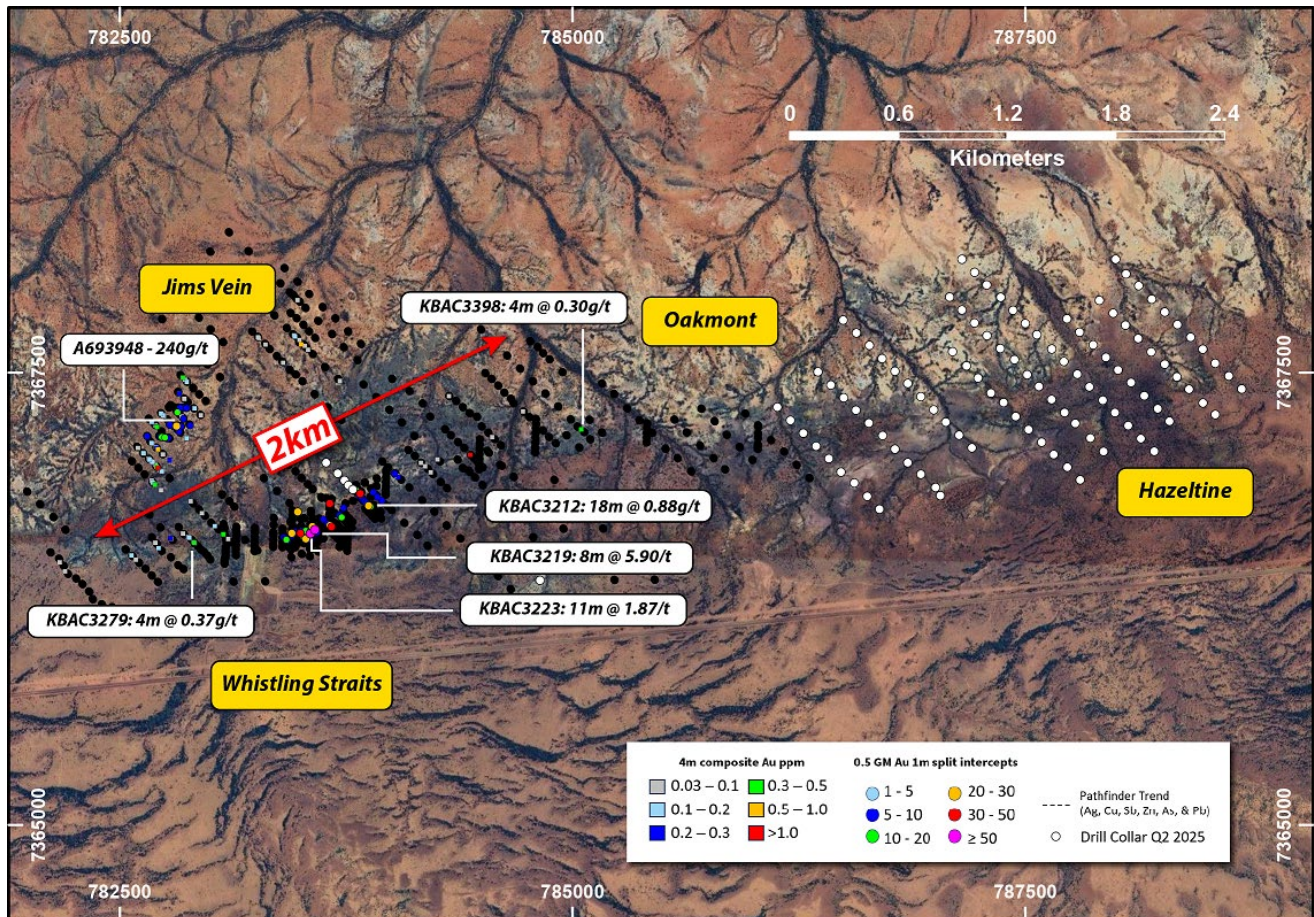 782500
785000
787500
0
0.6
1.2
1.8
2.4
Kilometers
Jims Vein
KBAC3398: 4m @ 0.30g/t
Oakmont
A693948 - 240g/t
7367500
7367500
2km
Hazeltine
KBAC3212: 18m @ 0.88g/t
KBAC3219: 8m @ 5.90/t
KBAC3223: 11m @ 1.87/t
KBAC3279: 4m @ 0.37g/t
Whistling Straits
4m composite Au ppm
0.03 – 0.1
0.3 – 0.5
0.1 – 0.2
0.5 – 1.0
0.2 – 0.3
>1.0
0.5 GM Au 1m split intercepts
1 - 5
20 - 30
5 - 10
30 - 50
10 - 20
≥ 50
Pathfinder Trend
(Ag, Cu, Sb, Zn, As, & Pb)
Drill Collar Q2 2025
7365000
7365000
782500
785000
787500